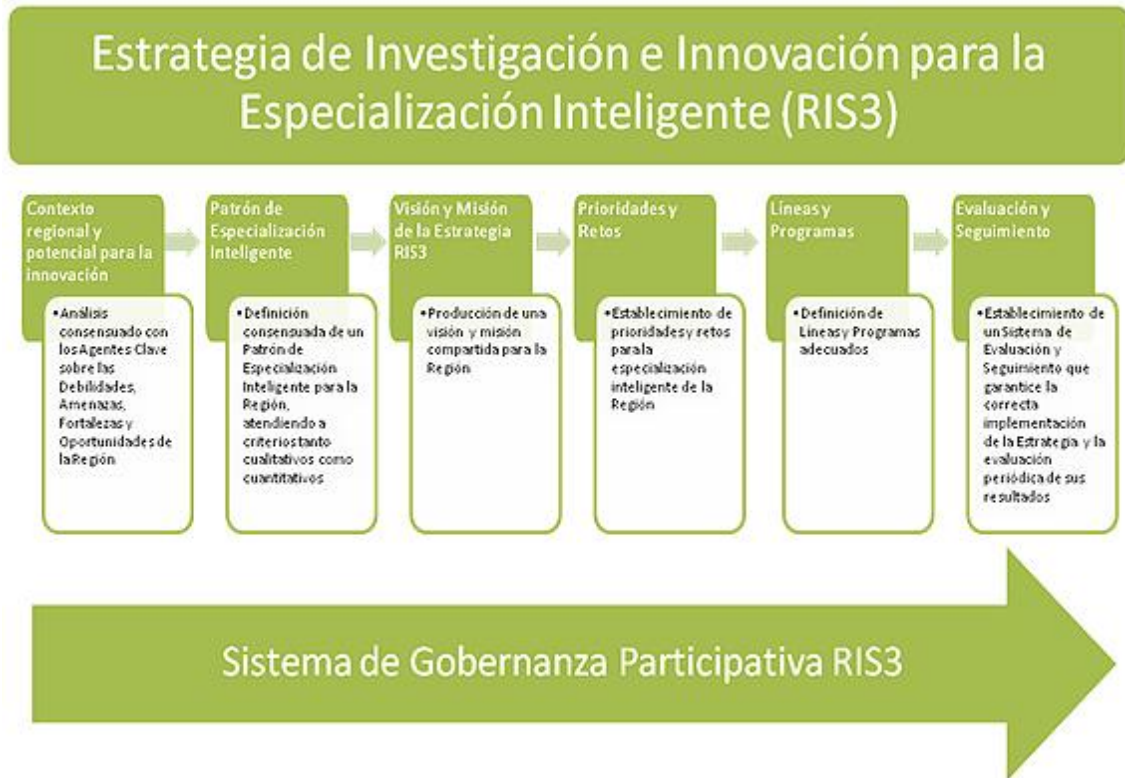 Estrategia de Investigación e Innovación para la
Especialización Inteligente (RIS3)
Contexto
regional y
potencial para la
innovación
•Análisis
consensuado con
los Agentes Clave
sobre las
Debilidades,
Amenazas,
Fortalezas y
Oportunidades de
la Región
Patrón de
Especialización
Inteligente
•Definición
consensuada de un
Patrón de
Especialización
Inteligente para la
Región,
atendiendo a
criterios tanto
cualitativos como
cuantitativos
Visión y Misión
de la Estrategia
RIS3
•Producción de una
visión y misión
compartida para la
Región
Prioridades y
Retos
•Establecimiento de
prioridades y retos
para la
especialización
inteligente de la
Región
Líneas y
Programas
•Definición de
Líneas y Programas
adecuados
Evaluación y
Seguimiento
•Establecimiento de
un Sistema de
Evaluación y
Seguimiento que
garantice la
correcta
implementación
de la Estrategia y la
evaluación
periódica de sus
resultados
Sistema de Gobernanza Participativa RIS3